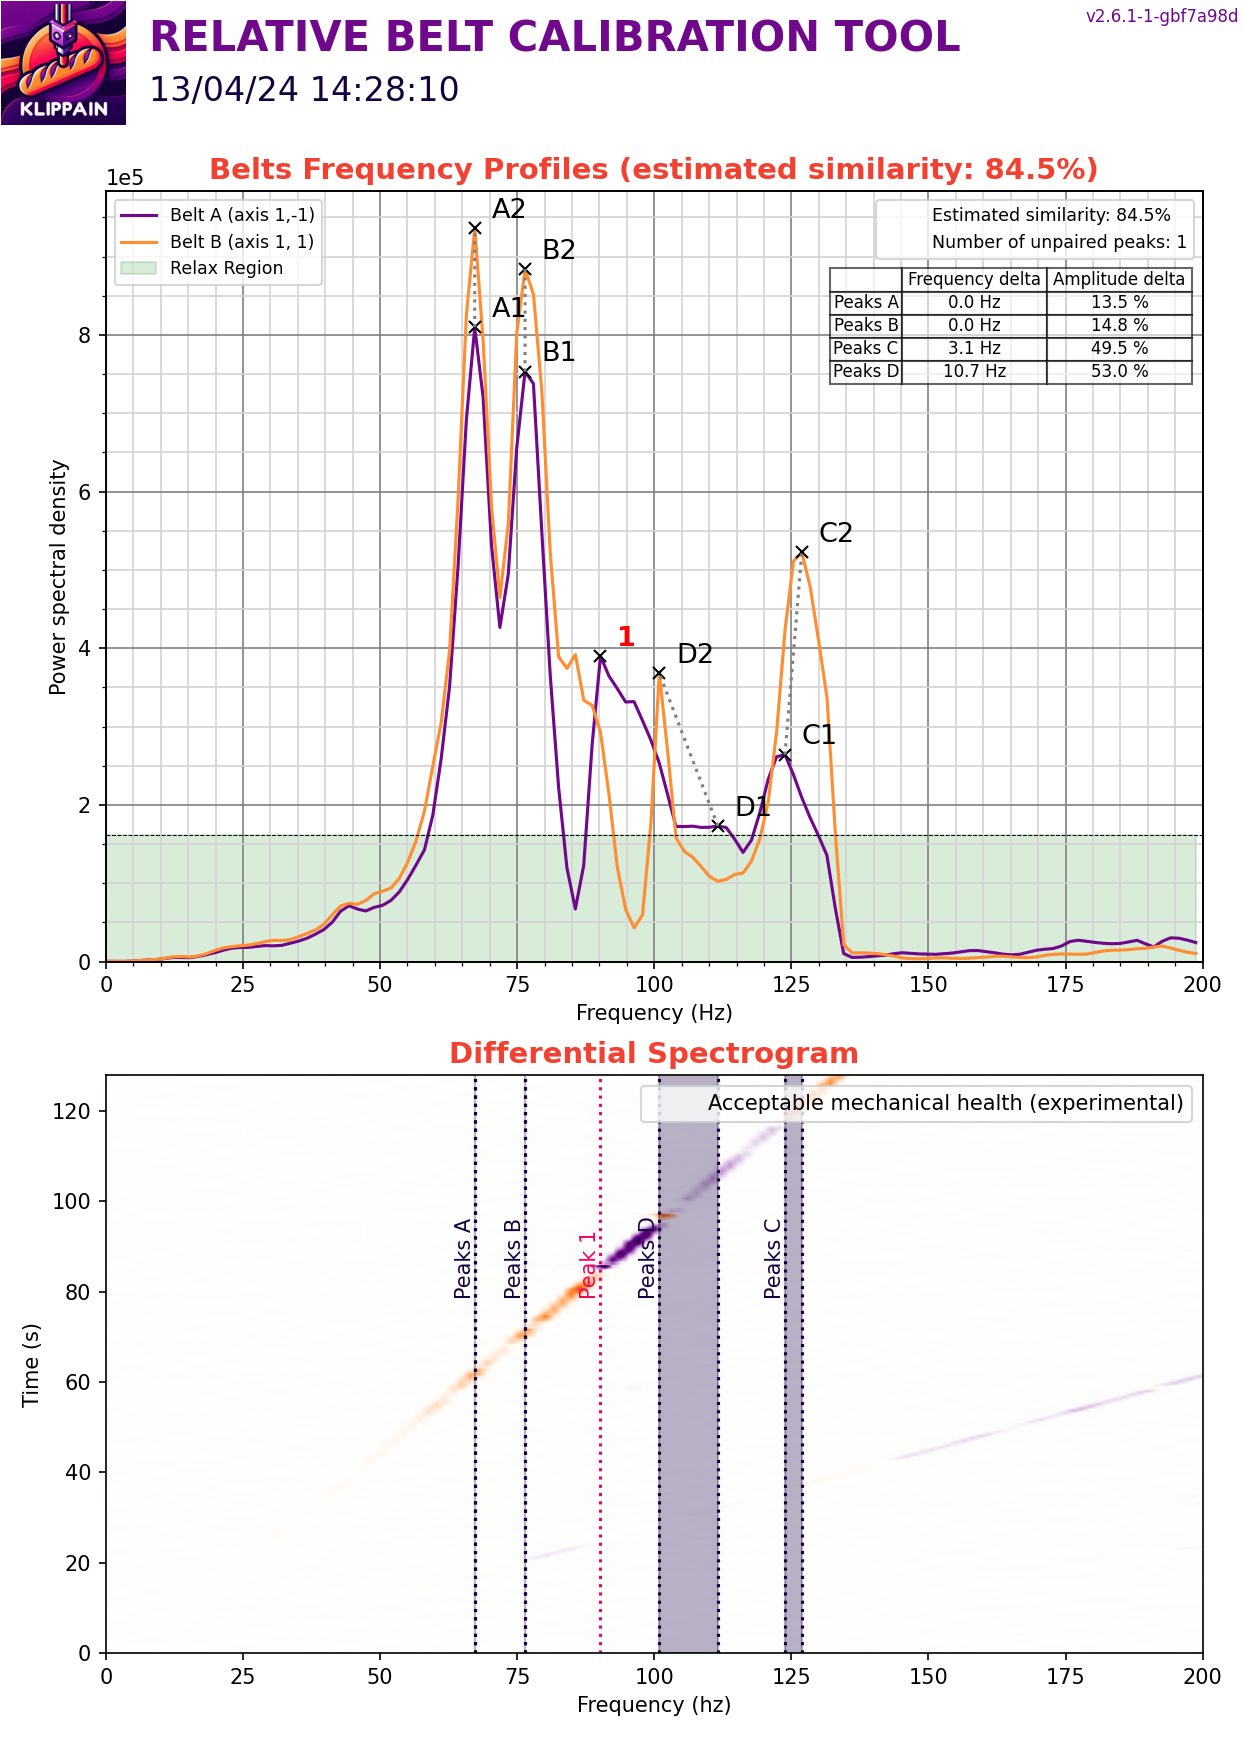 v2.6.1-1-gbf7a98d
RELATIVE BELT CALIBRATION TOOL
13/04/24 14:28:10
KLIPPAIN
Belts Frequency Profiles (estimated similarity: 84.5%)
1e5
Belt A (axis 1,-1)
Belt B (axis 1, 1)
Relax Region
Estimated similarity: 84.5%
Number of unpaired peaks: 1
Frequency delta Amplitude delta
Peaks A 0.0 Hz 13.5 %
Peaks B 0.0 Hz 14.8 %
Peaks C 3.1 Hz 49.5 %
Peaks D 10.7 Hz 53.0 %
A2
B2
A1
B1
C2
1
D2
C1
D1
Power spectral density
8
6
4
2
0
0 25 50 75 100 125 150 175 200
Frequency (Hz)
Differential Spectrogram
Acceptable mechanical health (experimental)
Peaks A
Peaks B
Peak 1
Peaks D
Peaks C
Time (s)
120
100
80
60
40
20
0
0 25 50 75 100 125 150 175 200
Frequency (hz)